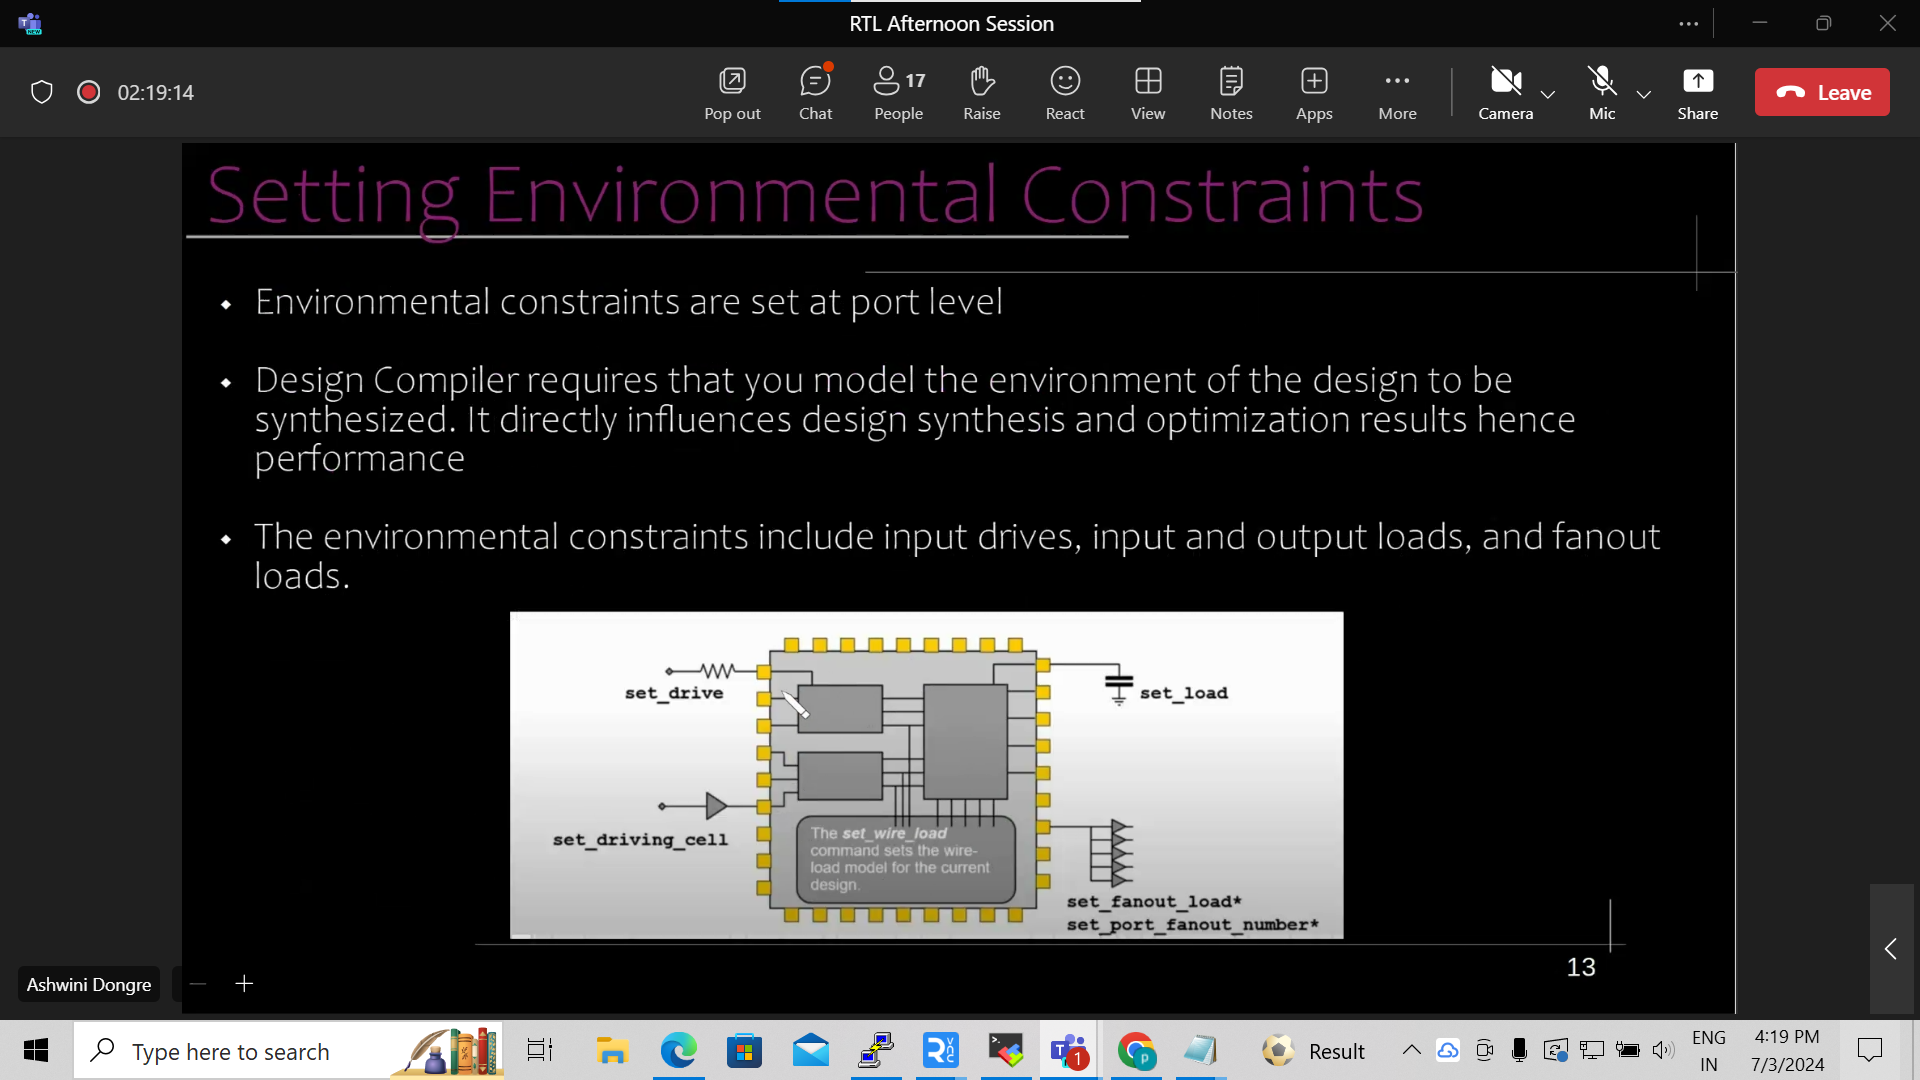 RTL Afternoon Session
02:19:14
Pop out
Chat
17
People
Raise
React
View
Notes
Apps
More
Camera
Mic
Share
Leave
Setting Environmental Constraints
Environmental constraints are set at port level
Design Compiler requires that you model the environment of the design to be
synthesized. It directly influences design synthesis and optimization results hence
performance
The environmental constraints include input drives, input and output loads, and fanout
loads.
set_drive
set_load
set_driving_cell
The set_wire_load
command sets the wire-
load model for the current
design.
set_fanout_load*
set_port_fanout_number*
13
Ashwini Dongre
Type here to search
1
Result
ENG
IN
4:19 PM
7/3/2024